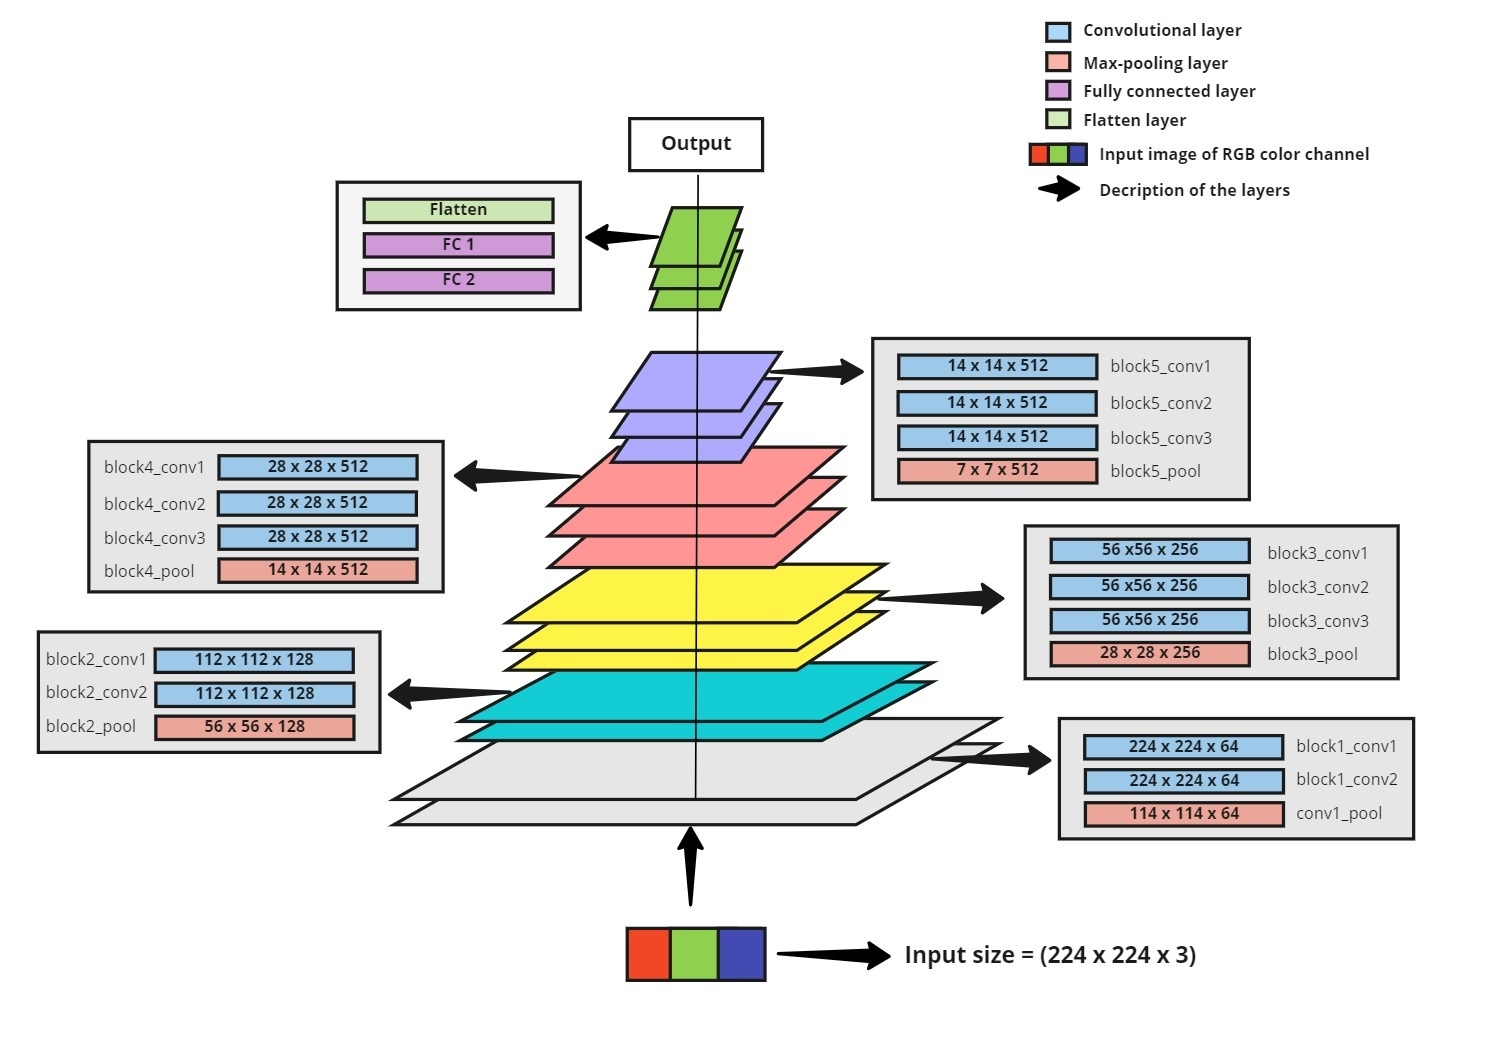 Convolutional layer
Max-pooling layer
Fully connected layer
Flatten layer
Input image of RGB color channel
Decription of the layers
Output
Flatten
FC 1
FC 2
14 x 14 x 512 block5_conv1
14 x 14 x 512 block5_conv2
14 x 14 x 512 block5_conv3
7 x 7 x 512 block5_pool
block4_conv1 28 x 28 x 512
block4_conv2 28 x 28 x 512
block4_conv3 28 x 28 x 512
block4_pool 14 x 14 x 512
56 x56 x 256 block3_conv1
56 x56 x 256 block3_conv2
56 x56 x 256 block3_conv3
28 x 28 x 256 block3_pool
block2_conv1 112 x 112 x 128
block2_conv2 112 x 112 x 128
block2_pool 56 x 56 x 128
224 x 224 x 64 block1_conv1
224 x 224 x 64 block1_conv2
114 x 114 x 64 conv1_pool
Input size = (224 x 224 x 3)